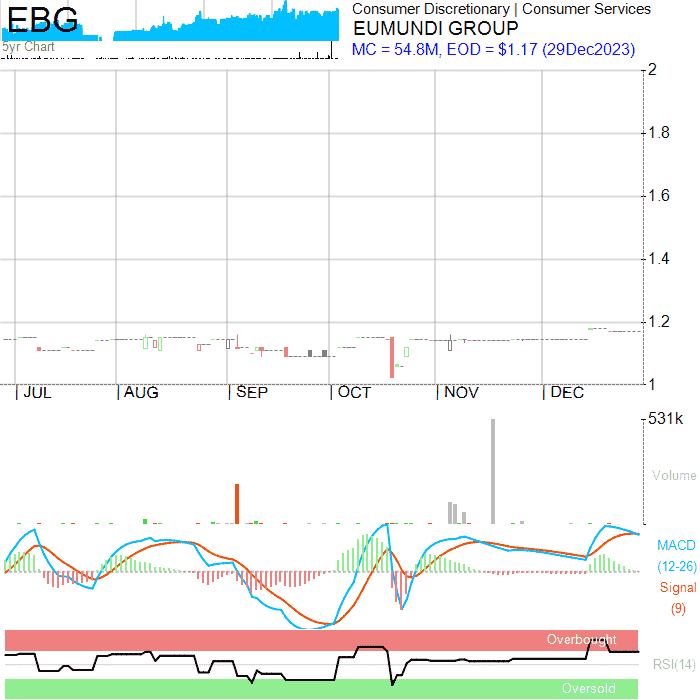 EBG
5yr Chart
Consumer Discretionary | Consumer Services
EUMUNDI GROUP
MC = 54.8M, EOD = $1.17 (29Dec2023)
2
1.8
1.6
1.4
1.2
1
JUL
AUG
SEP
OCT
NOV
DEC
531k
Volume
MACD
(12-26)
Signal
(9)
Overbought
RSI(14)
Oversold